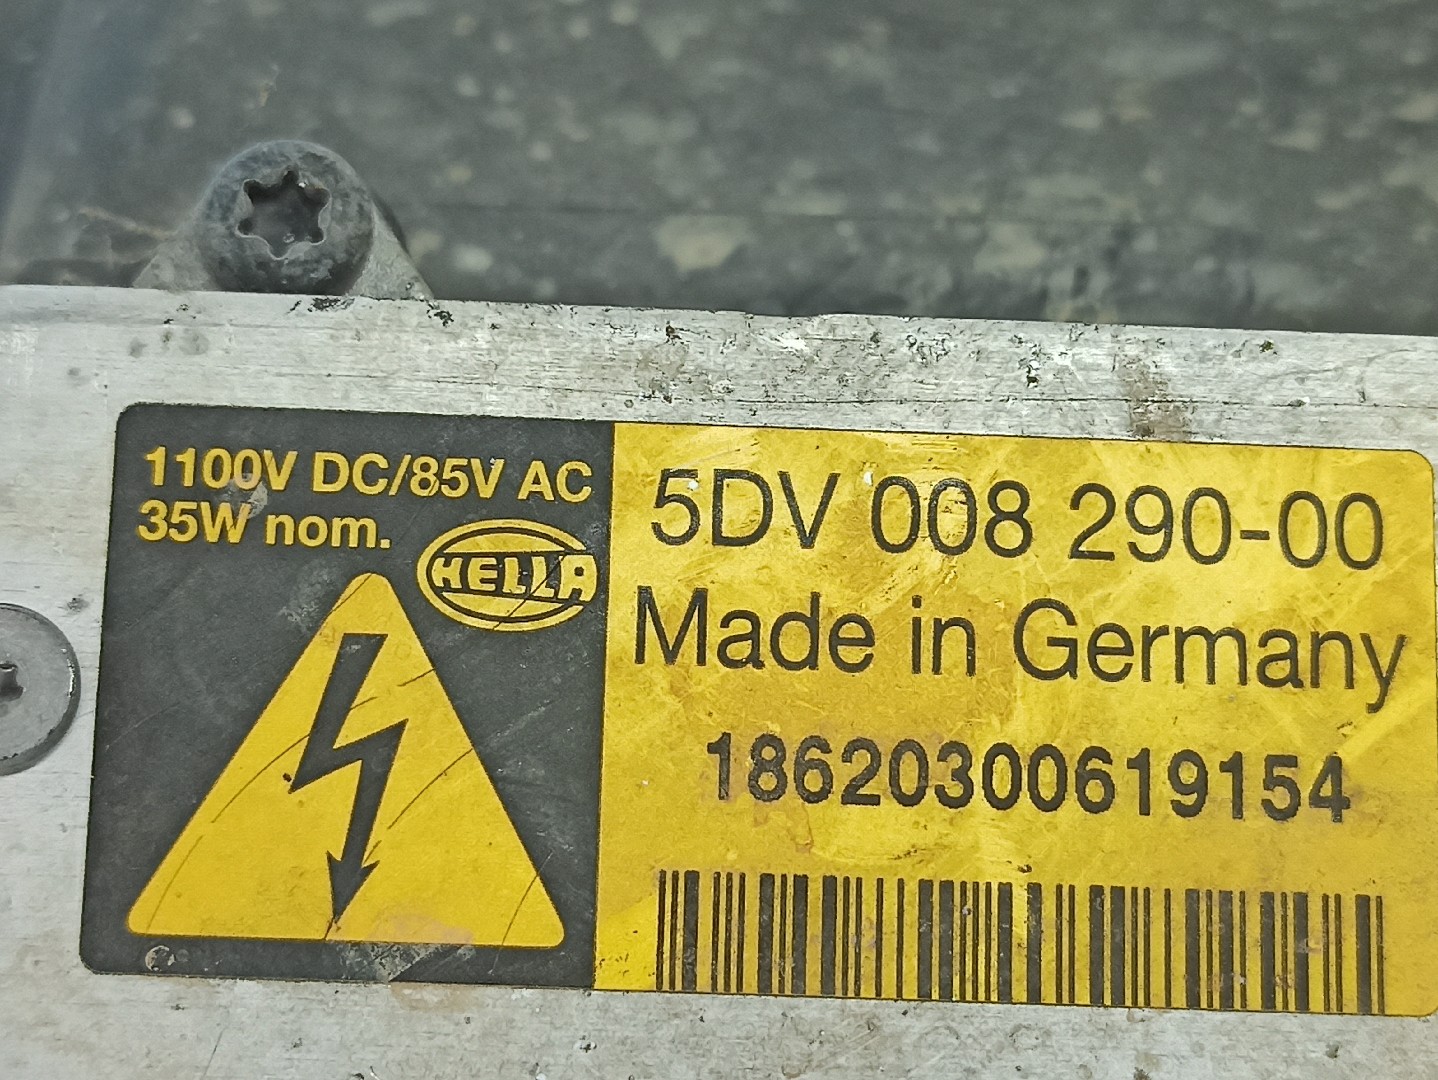 1100V DC/85V AC
35W nom.
HELLA
5DV 008 290-00
Made in Germany
18620300619154